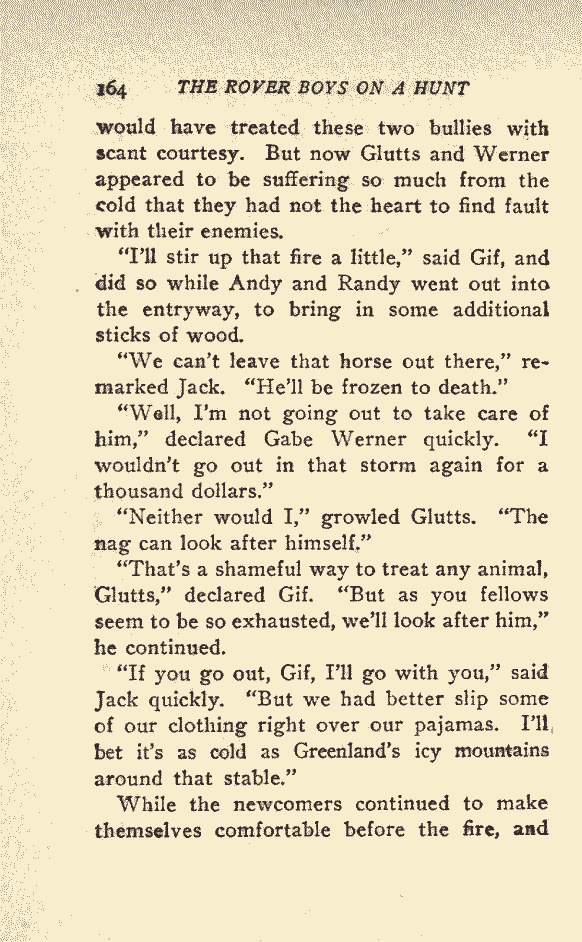 164 THE ROVER BOYS ON A HUNT
would have treated these two bullies with
scant courtesy. But now Glutts and Werner
appeared to be suffering so much from the
cold that they had not the heart to find fault
with their enemies.
“I’ll stir up that fire a little,” said Gif, and
did so while Andy and Randy went out into
the entryway, to bring in some additional
sticks of wood.
“We can’t leave that horse out there,” re-
marked Jack. “He’ll be frozen to death.”
“Well, I’m not going out to take care of
him,” declared Gabe Werner quickly. “I
wouldn’t go out in that storm again for a
thousand dollars.”
“Neither would I,” growled Glutts. “The
nag can look after himself.”
“That’s a shameful way to treat any animal,
Glutts,” declared Gif. “But as you fellows
seem to be so exhausted, we’ll look after him,”
he continued.
“If you go out, Gif, I’ll go with you,” said
Jack quickly. “But we had better slip some
of our clothing right over our pajamas. I’ll
bet it’s as cold as Greenland’s icy mountains
around that stable.”
While the newcomers continued to make
themselves comfortable before the fire, and